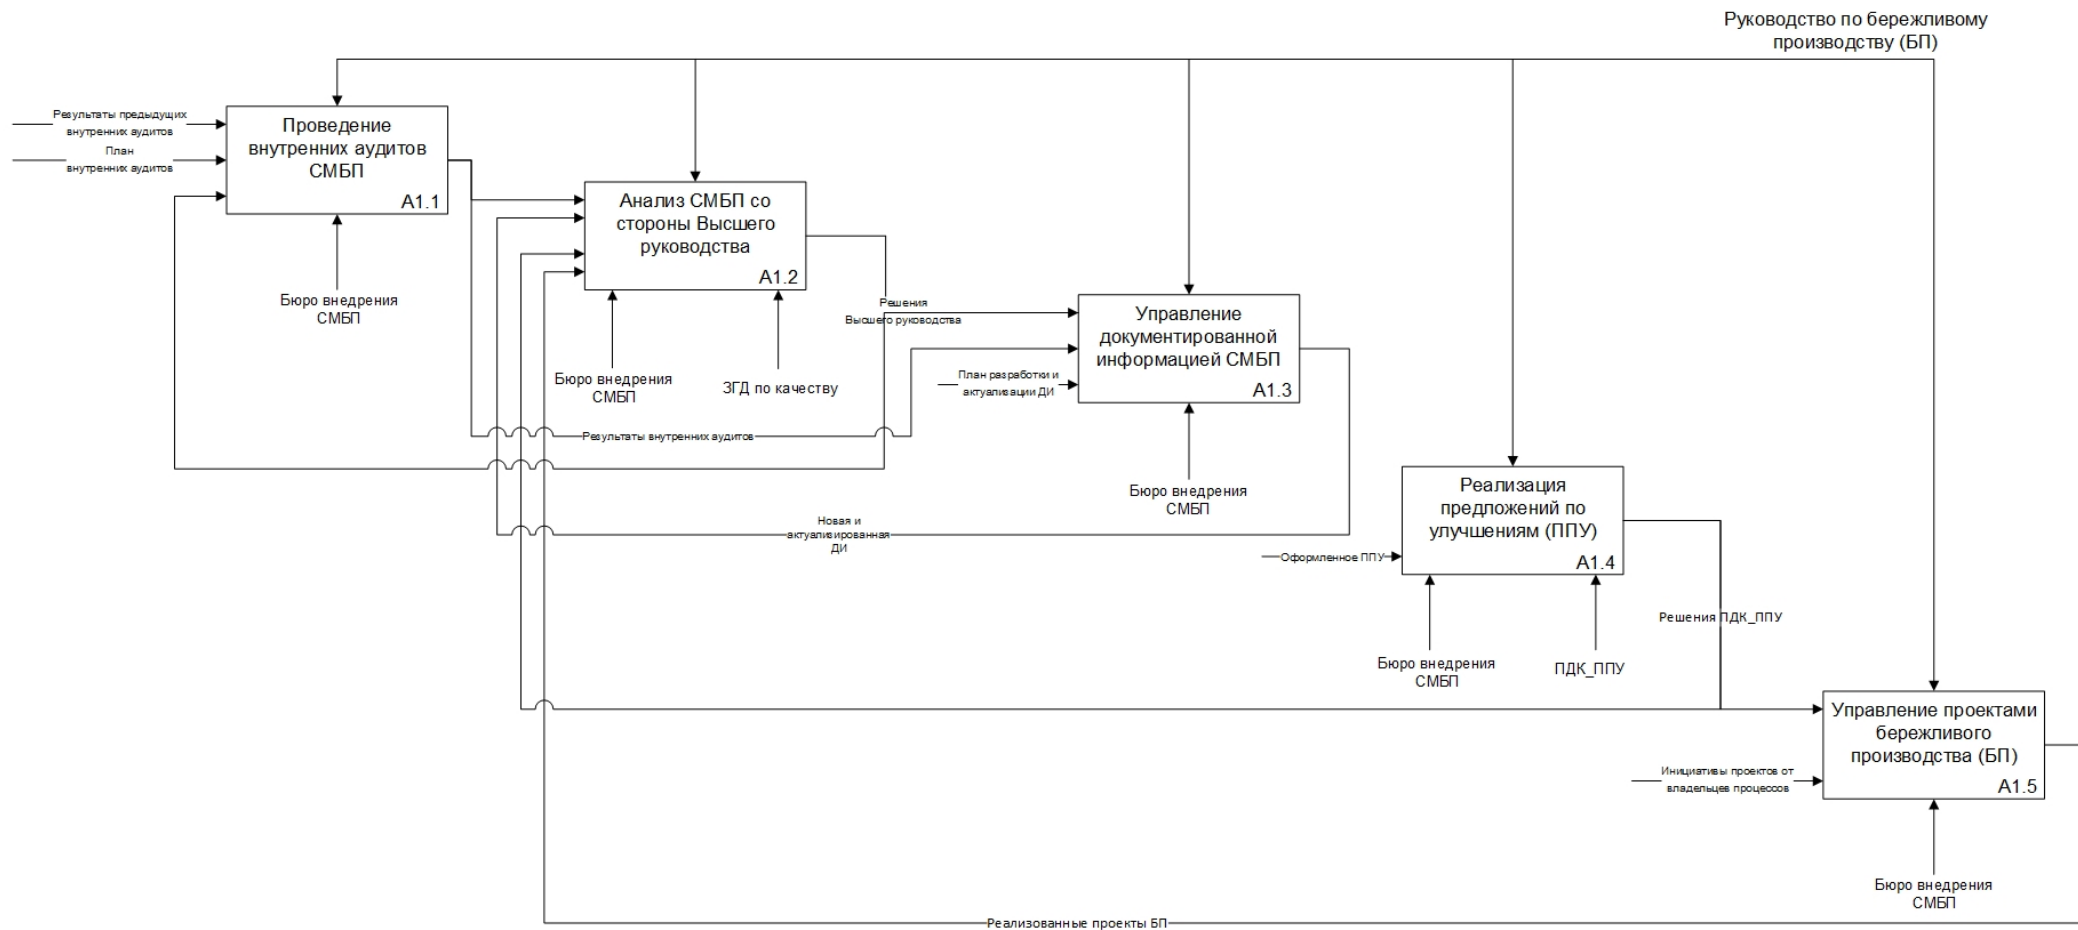 Руководство по бережливому
производству (БП)
Результаты предыдущих
внутренних аудитов
План
внутренних аудитов
Проведение
внутренних аудитов
СМБП
А1.1
Бюро внедрения
СМБП
Анализ СМБП со
стороны Высшего
руководства
А1.2
Бюро внедрения
СМБП
ЗГД по качеству
Решения
Высшего руководства
Управление
документированной
информацией СМБП
А1.3
План разработки и
актуализации ДИ
Результаты внутренних аудитов
Бюро внедрения
СМБП
Новая и
актуализированная
ДИ
Реализация
предложений по
улучшениям (ППУ)
А1.4
Оформленное ППУ
Бюро внедрения
СМБП
ПДК_ППУ
Решения ПДК_ППУ
Управление проектами
бережливого
производства (БП)
А1.5
Инициативы проектов от
владельцев процессов
Бюро внедрения
СМБП
Реализованные проекты БП